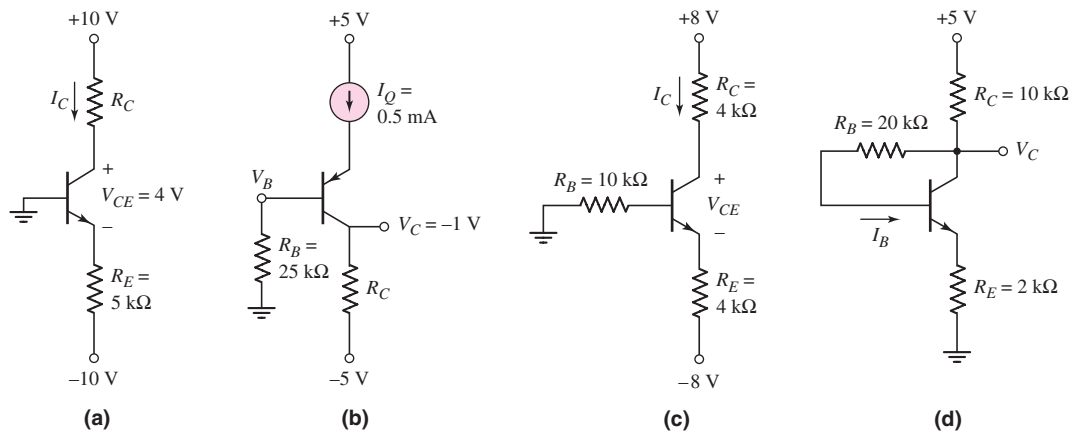 +10 V
I_C
R_C
+
V_CE = 4 V
−
R_E =
5 kΩ
−10 V
(a)
+5 V
I_Q =
0.5 mA
V_B
V_C = −1 V
R_B =
25 kΩ
R_C
−5 V
(b)
+8 V
I_C
R_C =
4 kΩ
R_B = 10 kΩ
+
V_CE
−
R_E =
4 kΩ
−8 V
(c)
+5 V
R_C = 10 kΩ
R_B = 20 kΩ
V_C
I_B
R_E = 2 kΩ
(d)